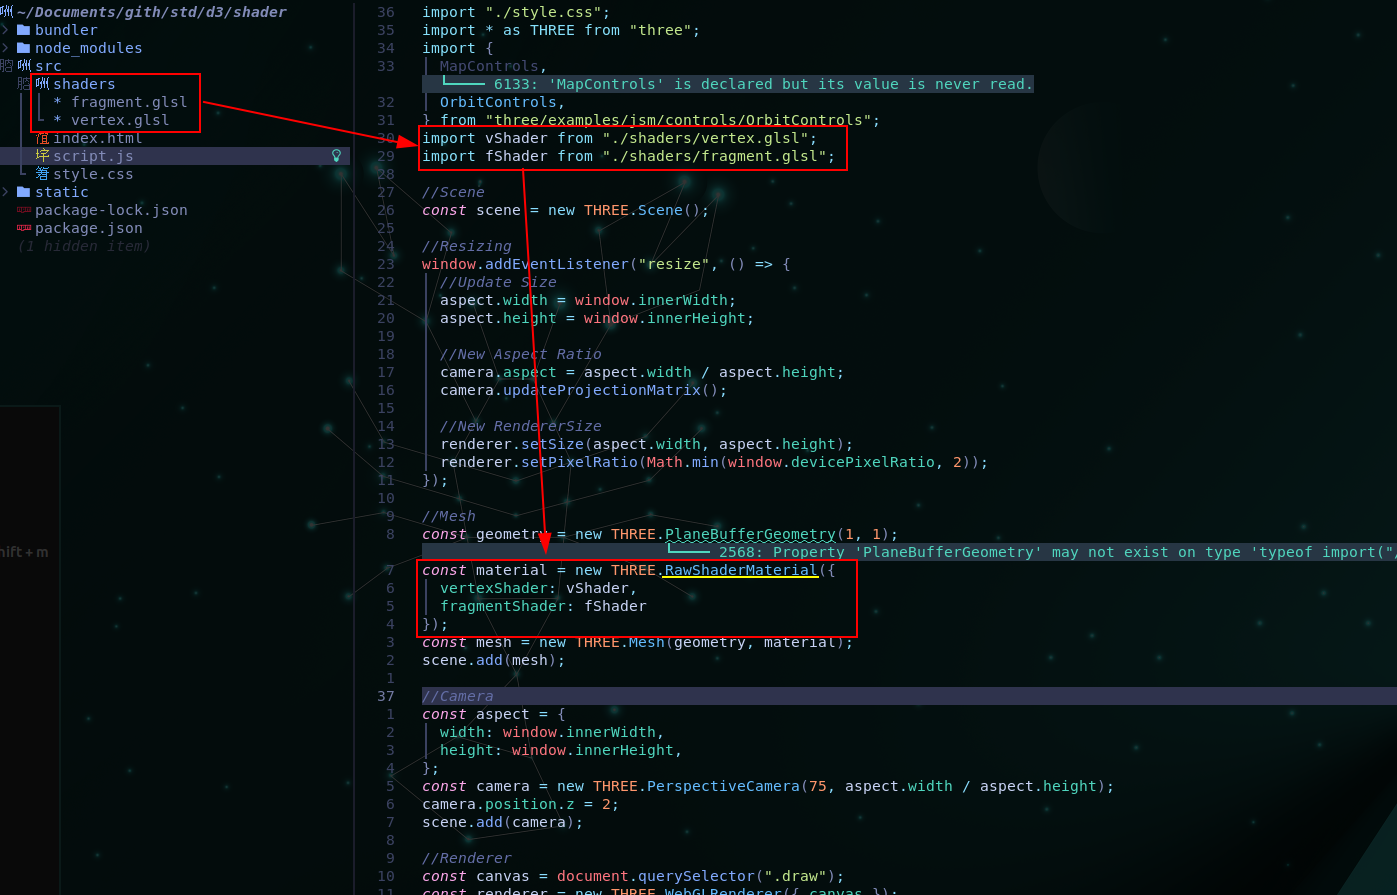 ~/Documents/gith/std/d3/shader
bundler
node_modules
src
shaders
* fragment.glsl
* vertex.glsl
index.html
script.js
style.css
static
package-lock.json
package.json
(1 hidden item)
hift + m
36 import "./style.css";
35 import * as THREE from "three";
34 import {
33 MapControls,
6133: 'MapControls' is declared but its value is never read.
32 OrbitControls,
31 } from "three/examples/jsm/controls/OrbitControls";
30 import vShader from "./shaders/vertex.glsl";
29 import fShader from "./shaders/fragment.glsl";
28
27 //Scene
26 const scene = new THREE.Scene();
25
24 //Resizing
23 window.addEventListener("resize", () => {
22 //Update Size
21 aspect.width = window.innerWidth;
20 aspect.height = window.innerHeight;
19
18 //New Aspect Ratio
17 camera.aspect = aspect.width / aspect.height;
16 camera.updateProjectionMatrix();
15
14 //New RendererSize
13 renderer.setSize(aspect.width, aspect.height);
12 renderer.setPixelRatio(Math.min(window.devicePixelRatio, 2));
11 });
10
9 //Mesh
8 const geometry = new THREE.PlaneBufferGeometry(1, 1);
2568: Property 'PlaneBufferGeometry' may not exist on type 'typeof import("/
7 const material = new THREE.RawShaderMaterial({
6 vertexShader: vShader,
5 fragmentShader: fShader
4 });
3 const mesh = new THREE.Mesh(geometry, material);
2 scene.add(mesh);
1
37 //Camera
1 const aspect = {
2 width: window.innerWidth,
3 height: window.innerHeight,
4 };
5 const camera = new THREE.PerspectiveCamera(75, aspect.width / aspect.height);
6 camera.position.z = 2;
7 scene.add(camera);
8
9 //Renderer
10 const canvas = document.querySelector(".draw");
11 const renderer = new THREE.WebGLRenderer({ canvas });